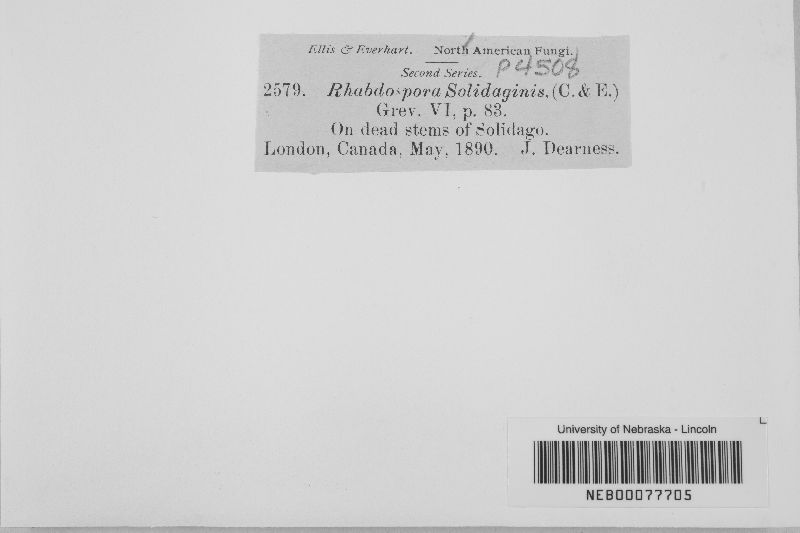 Ellis & Everhart. North American Fungi.
Second Series. P4508
2579. Rhabdospora Solidaginis, (C. & E.)
Grev. VI, p. 83.
On dead stems of Solidago.
London, Canada, May, 1890. J. Dearness.
University of Nebraska - Lincoln
NEB00077705